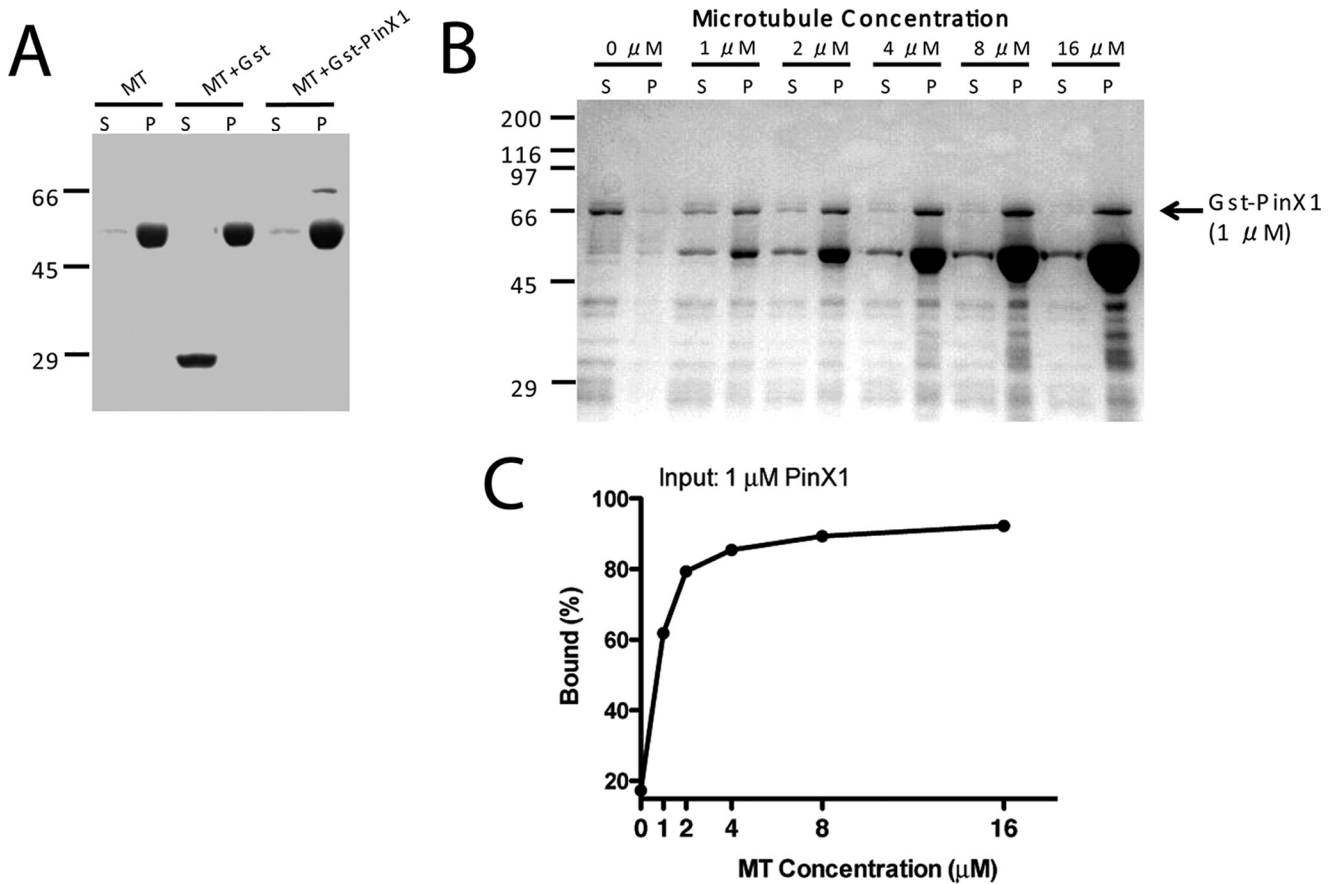 A
MT
MT+Gst
MT+Gst-PinX1
S P S P S P
66
45
29
B
Microtubule Concentration
0 μM 1 μM 2 μM 4 μM 8 μM 16 μM
S P S P S P S P S P S P
200
116
97
66
45
29
Gst-PinX1
(1 μM)
C
Input: 1 μM PinX1
Bound (%)
100
80
60
40
20
0 1 2 4 8 16
MT Concentration (μM)